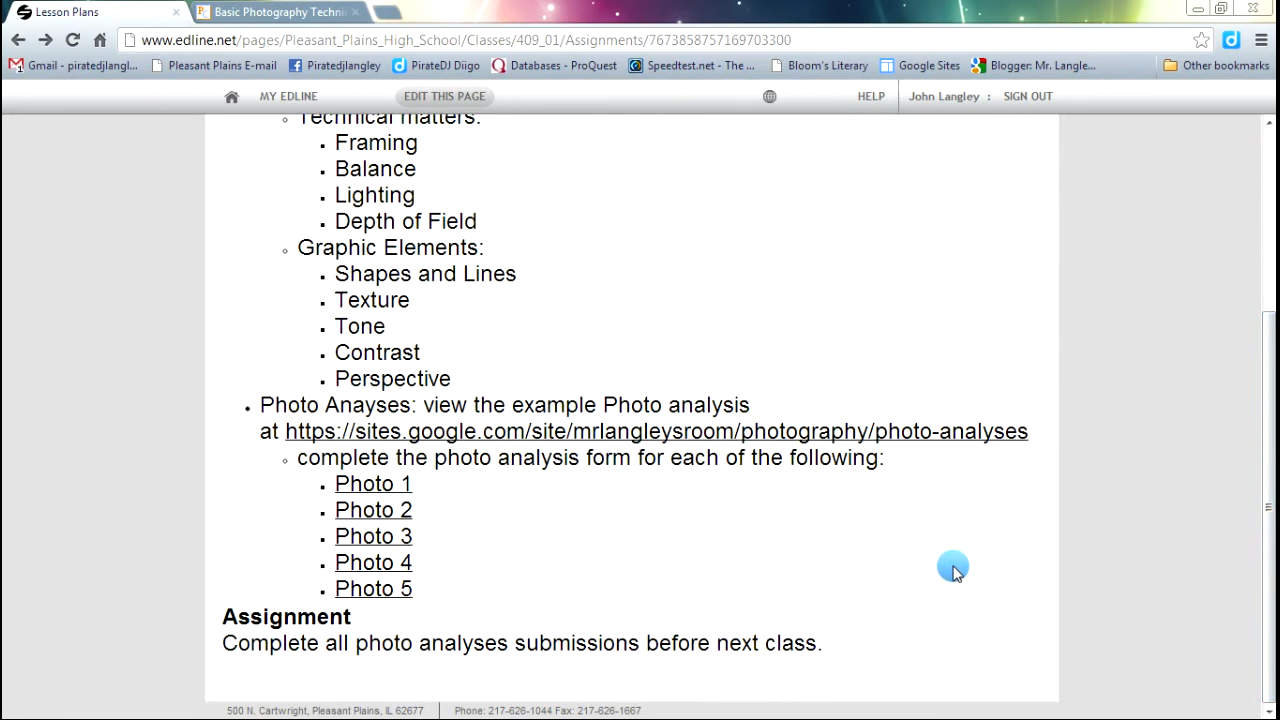 Lesson Plans
Basic Photography Techni
www.edline.net/pages/Pleasant_Plains_High_School/Classes/409_01/Assignments/7673858757169703300
Gmail - piratedjlangl... Pleasant Plains E-mail Piratedjlangley PirateDJ Diigo Databases - ProQuest Speedtest.net - The ... Bloom's Literary Google Sites Blogger: Mr. Langle... Other bookmarks
MY EDLINE EDIT THIS PAGE HELP John Langley : SIGN OUT
Technical matters:
Framing
Balance
Lighting
Depth of Field
Graphic Elements:
Shapes and Lines
Texture
Tone
Contrast
Perspective
Photo Anayses: view the example Photo analysis
at https://sites.google.com/site/mrlangleysroom/photography/photo-analyses
complete the photo analysis form for each of the following:
Photo 1
Photo 2
Photo 3
Photo 4
Photo 5
Assignment
Complete all photo analyses submissions before next class.
500 N. Cartwright, Pleasant Plains, IL 62677 Phone: 217-626-1044 Fax: 217-626-1667